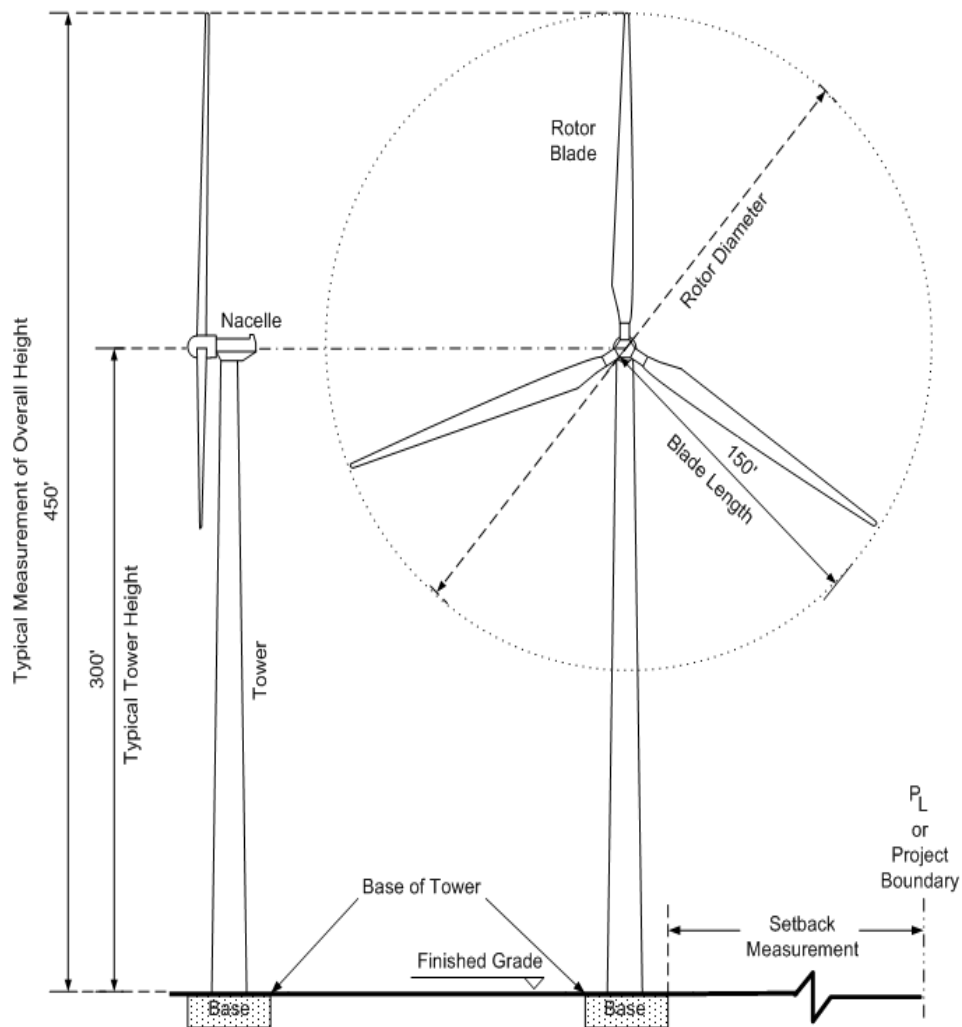 Typical Measurement of Overall Height
450'
300'
Typical Tower Height
Nacelle
Tower
Rotor
Blade
Rotor Diameter
150'
Blade Length
Base of Tower
Finished Grade
Base
Base
PL
or
Project
Boundary
Setback
Measurement